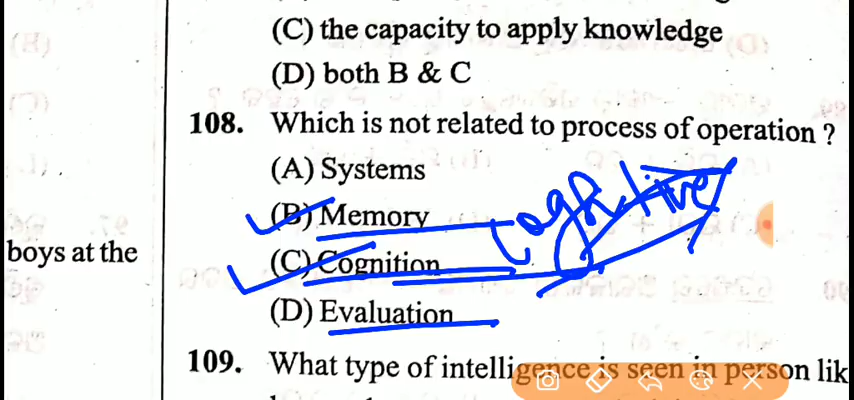 (C) the capacity to apply knowledge
(D) both B & C
108. Which is not related to process of operation ?
(A) Systems
(B) Memory
(C) Cognition
boys at the
(D) Evaluation
109. What type of intelligence is seen in person lik